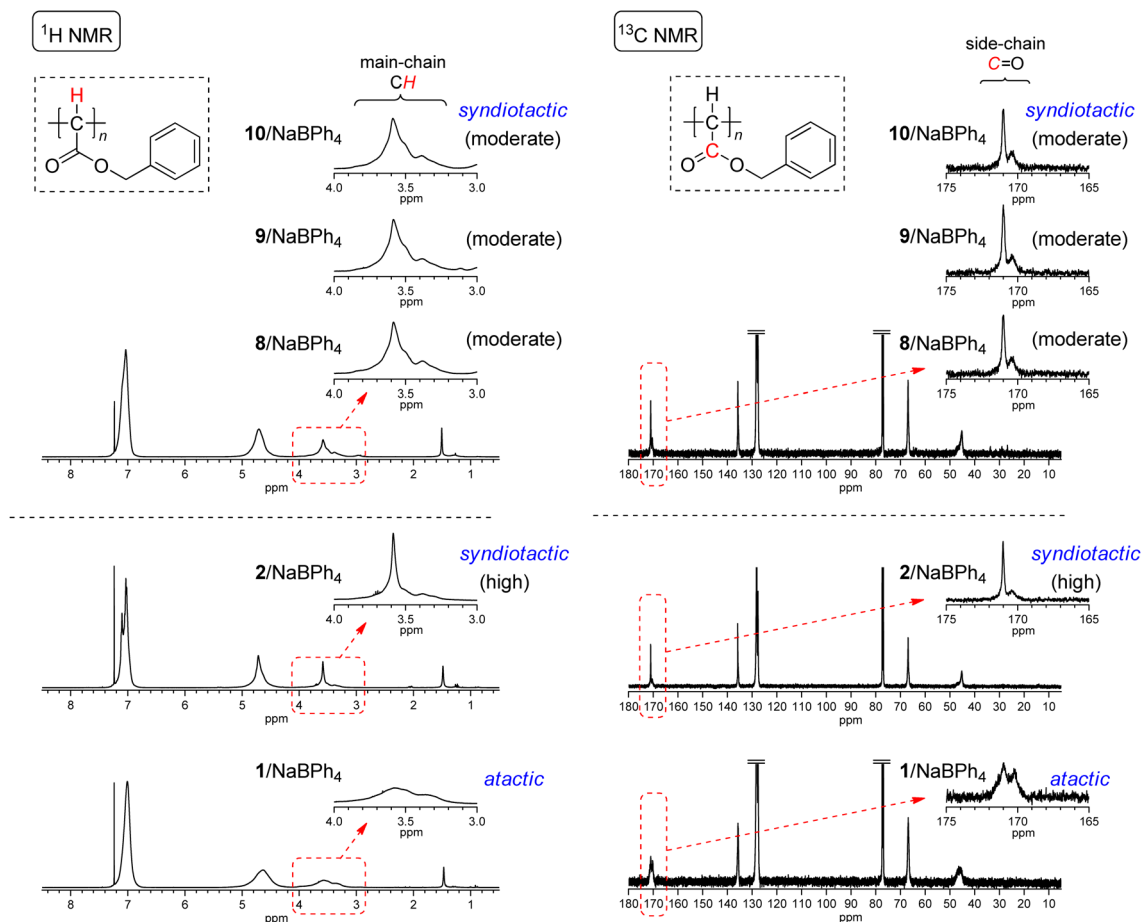 ¹H NMR
H
C
n
O
O
main-chain
CH
syndiotactic
10/NaBPh₄
(moderate)
4.0 3.5 3.0
ppm
9/NaBPh₄
(moderate)
4.0 3.5 3.0
ppm
8/NaBPh₄
(moderate)
4.0 3.5 3.0
ppm
8 7 6 5 4 3 2 1
ppm
syndiotactic
2/NaBPh₄
(high)
4.0 3.5 3.0
ppm
8 7 6 5 4 3 2 1
ppm
1/NaBPh₄
atactic
4.0 3.5 3.0
ppm
8 7 6 5 4 3 2 1
ppm
¹³C NMR
H
C
n
C
O
O
side-chain
C=O
syndiotactic
10/NaBPh₄
(moderate)
175 170 165
ppm
9/NaBPh₄
(moderate)
175 170 165
ppm
8/NaBPh₄
(moderate)
175 170 165
ppm
180 170 160 150 140 130 120 110 100 90 80 70 60 50 40 30 20 10
ppm
syndiotactic
2/NaBPh₄
(high)
175 170 165
ppm
180 170 160 150 140 130 120 110 100 90 80 70 60 50 40 30 20 10
ppm
1/NaBPh₄
atactic
175 170 165
ppm
180 170 160 150 140 130 120 110 100 90 80 70 60 50 40 30 20 10
ppm